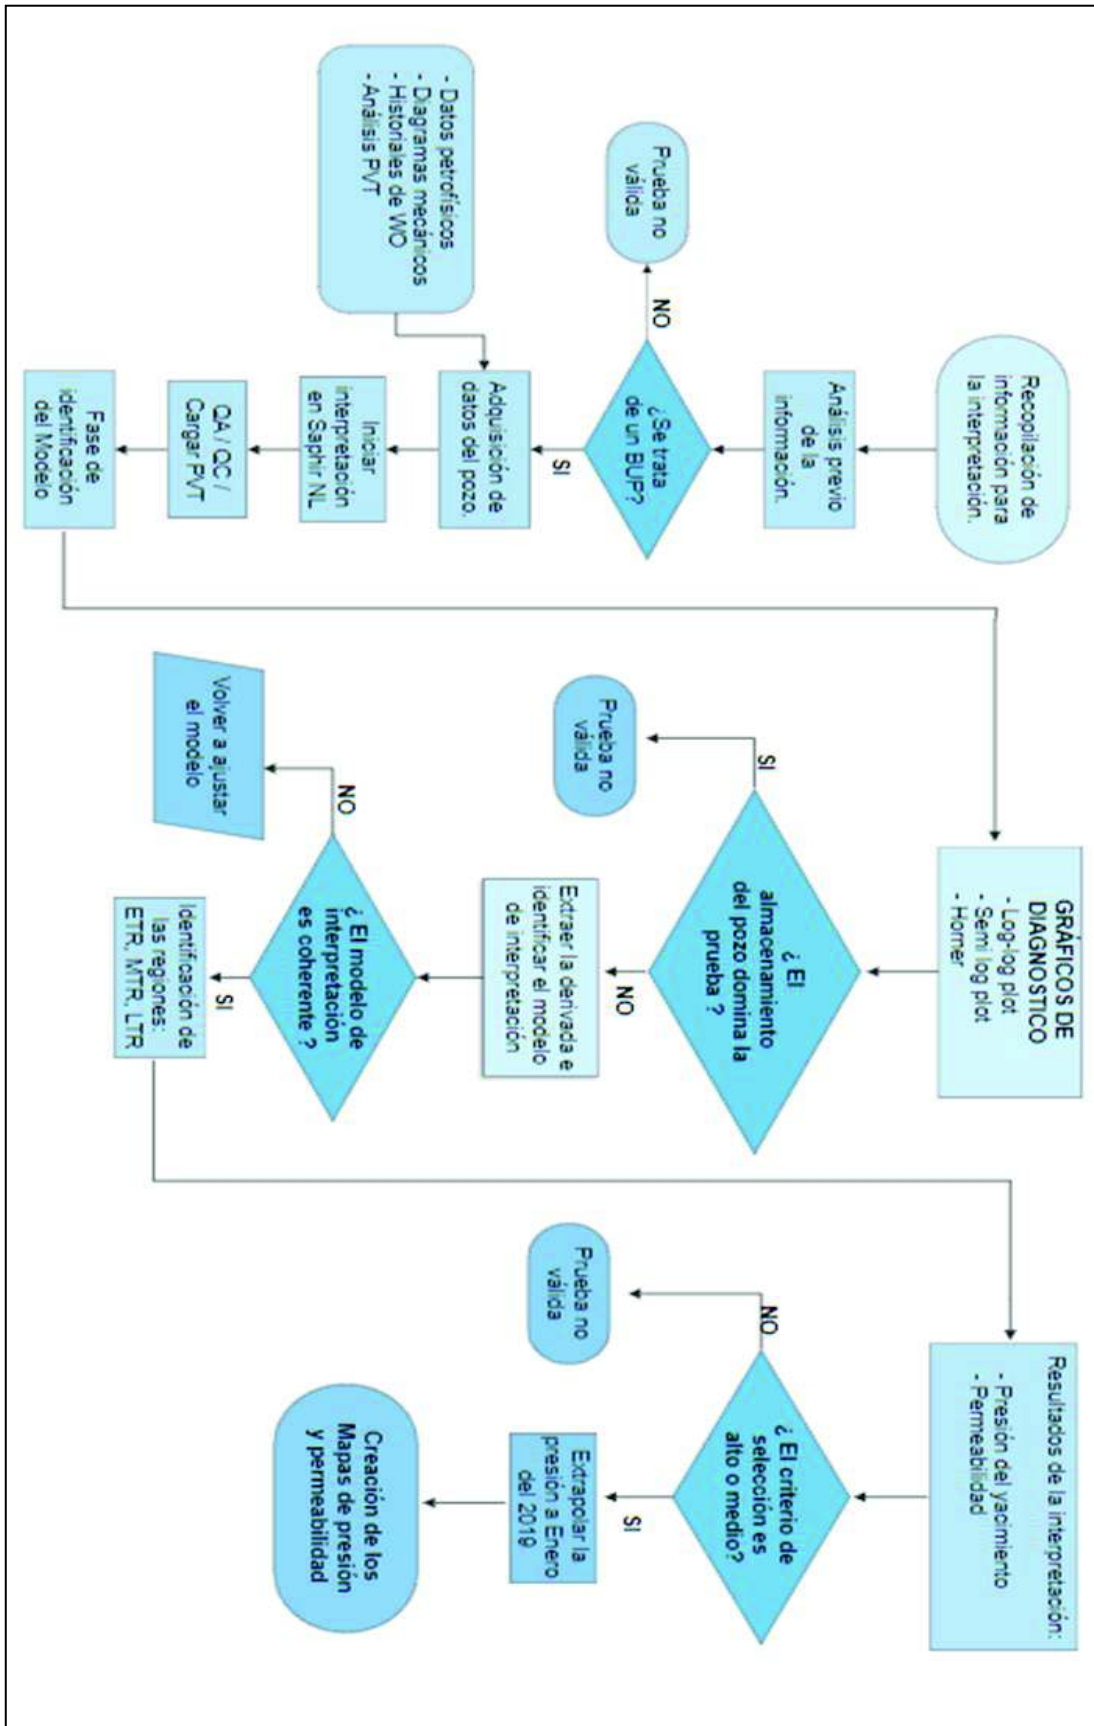 Recopilación de
información para
la interpretación.
Análisis previo
de la
información.
¿Se trata
de un BUP?
NO
Prueba no
válida
SI
- Datos petrofísicos
- Diagramas mecánicos
- Historiales de WO
- Análisis PVT
Adquisición de
datos del pozo.
Iniciar
interpretación
en Saphir NL
QA / QC /
Cargar PVT
Fase de
identificación
del Modelo
GRÁFICOS DE
DIAGNOSTICO
- Log-log plot
- Semi log plot
- Horner
¿ El
almacenamiento
del pozo domina la
prueba ?
SI
Prueba no
válida
NO
Extraer la derivada e
identificar el modelo
de interpretación
¿ El modelo de
interpretación
es coherente ?
NO
Volver a ajustar
el modelo
SI
Identificación de
las regiones:
ETR, MTR, LTR
Resultados de la interpretación:
- Presión del yacimiento
- Permeabilidad
¿ El criterio de
selección es
alto o medio?
NO
Prueba no
válida
SI
Extrapolar la
presión a Enero
del 2019
Creación de los
Mapas de presión
y permeabilidad